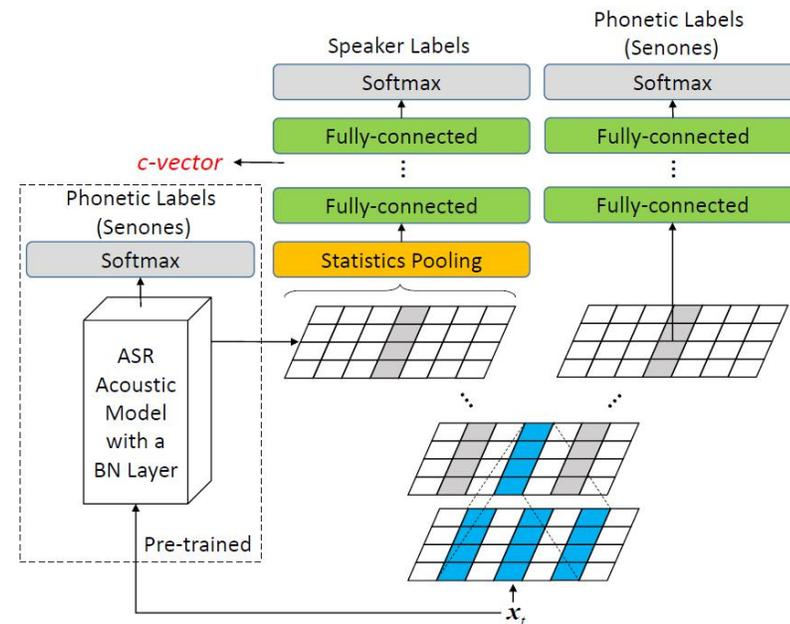 Speaker Labels
Softmax
Fully-connected
⋮
c-vector
Fully-connected
Statistics Pooling
Phonetic Labels
(Senones)
Softmax
Fully-connected
⋮
Fully-connected
Phonetic Labels
(Senones)
Softmax
ASR
Acoustic
Model
with a
BN Layer
Pre-trained
...
...
xₜ